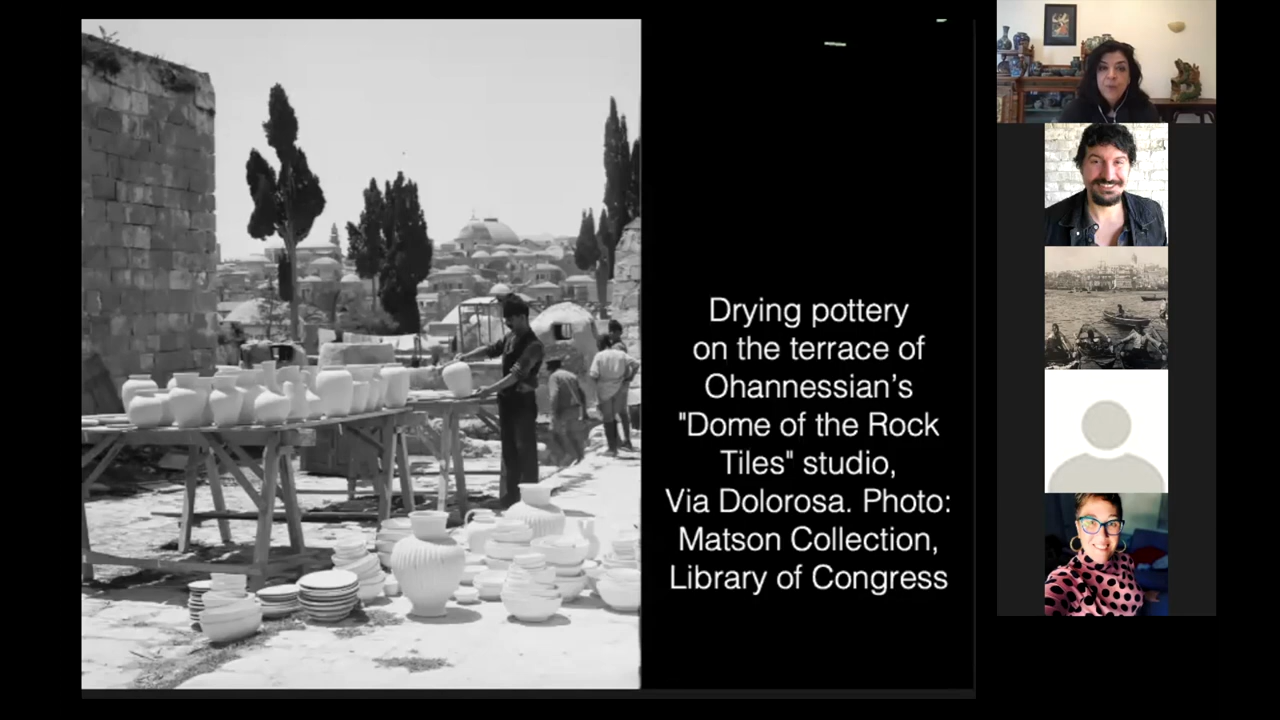 Drying pottery
on the terrace of
Ohannessian’s
"Dome of the Rock
Tiles" studio,
Via Dolorosa. Photo:
Matson Collection,
Library of Congress